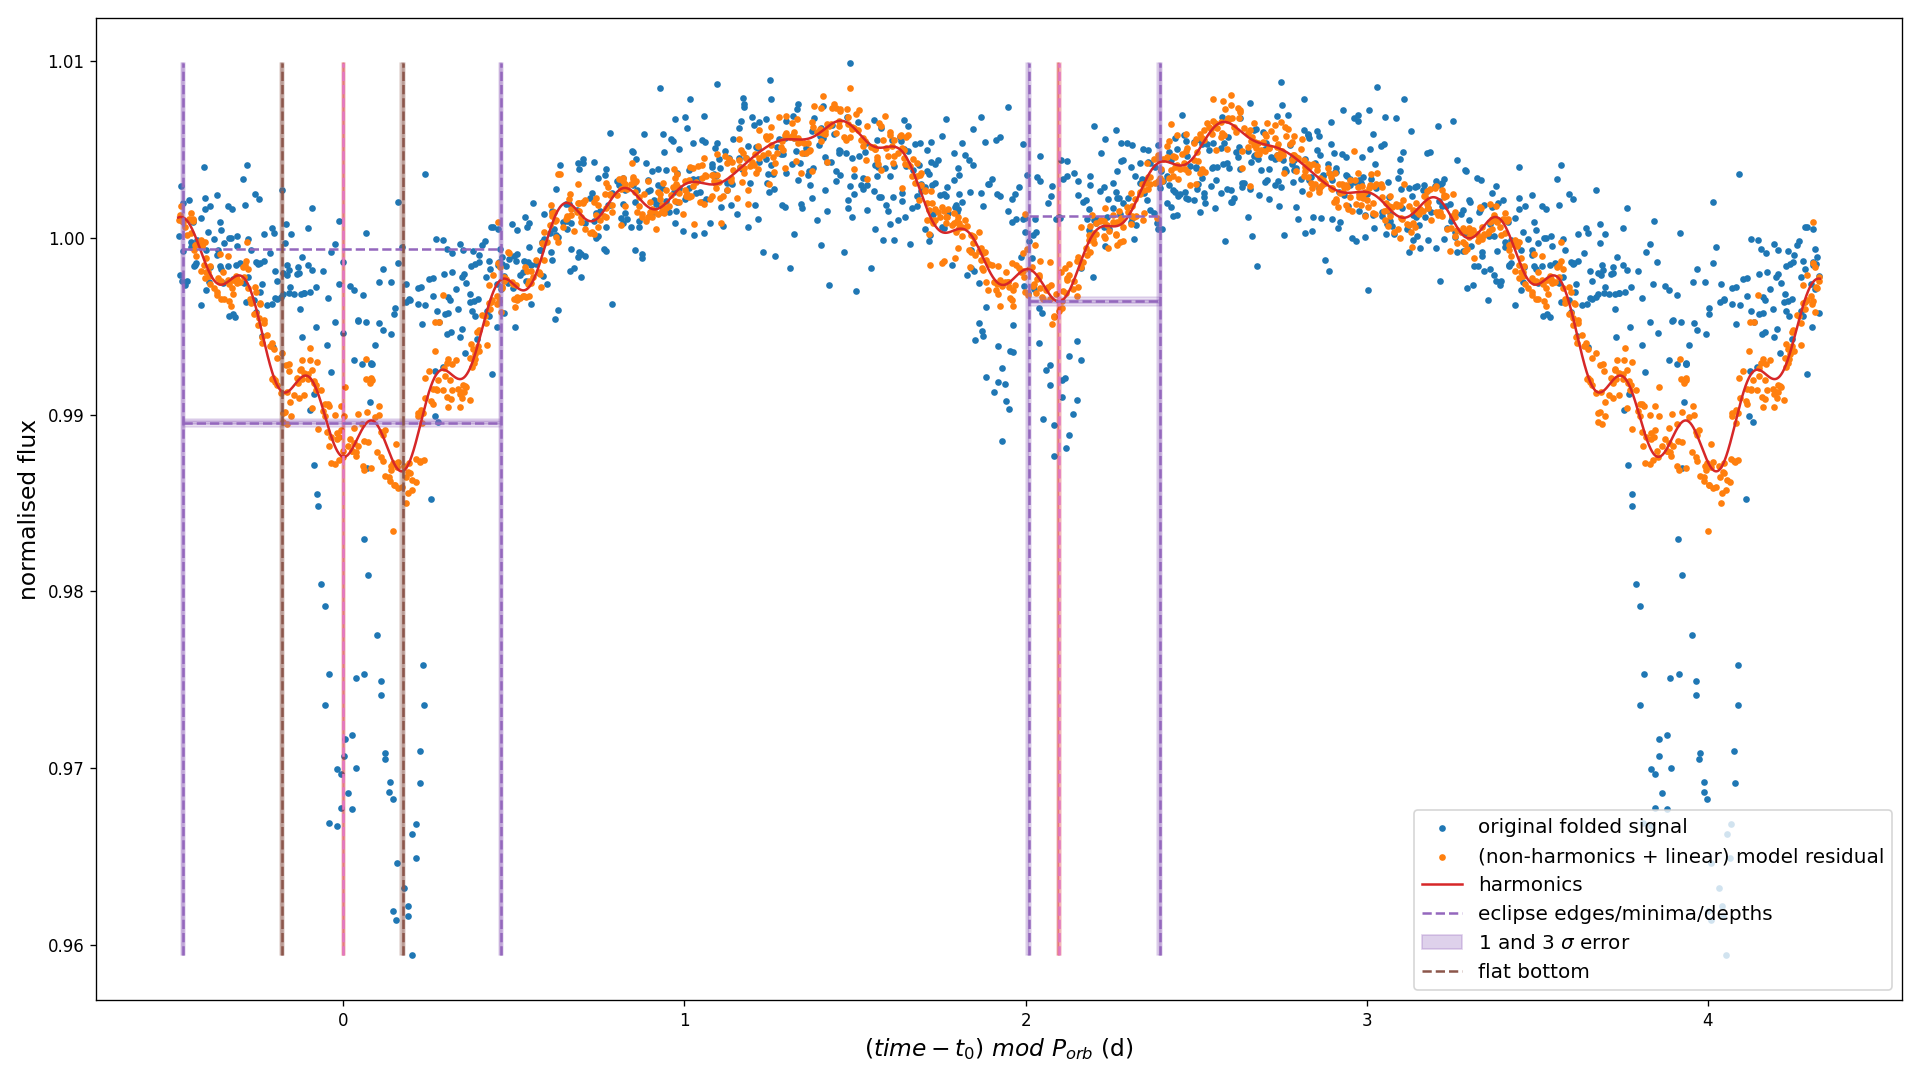 1.01
1.00
0.99
0.98
0.97
0.96
normalised flux
0 1 2 3 4
(time − t₀) mod Pₒᵣb (d)
original folded signal
(non-harmonics + linear) model residual
harmonics
eclipse edges/minima/depths
1 and 3 σ error
flat bottom